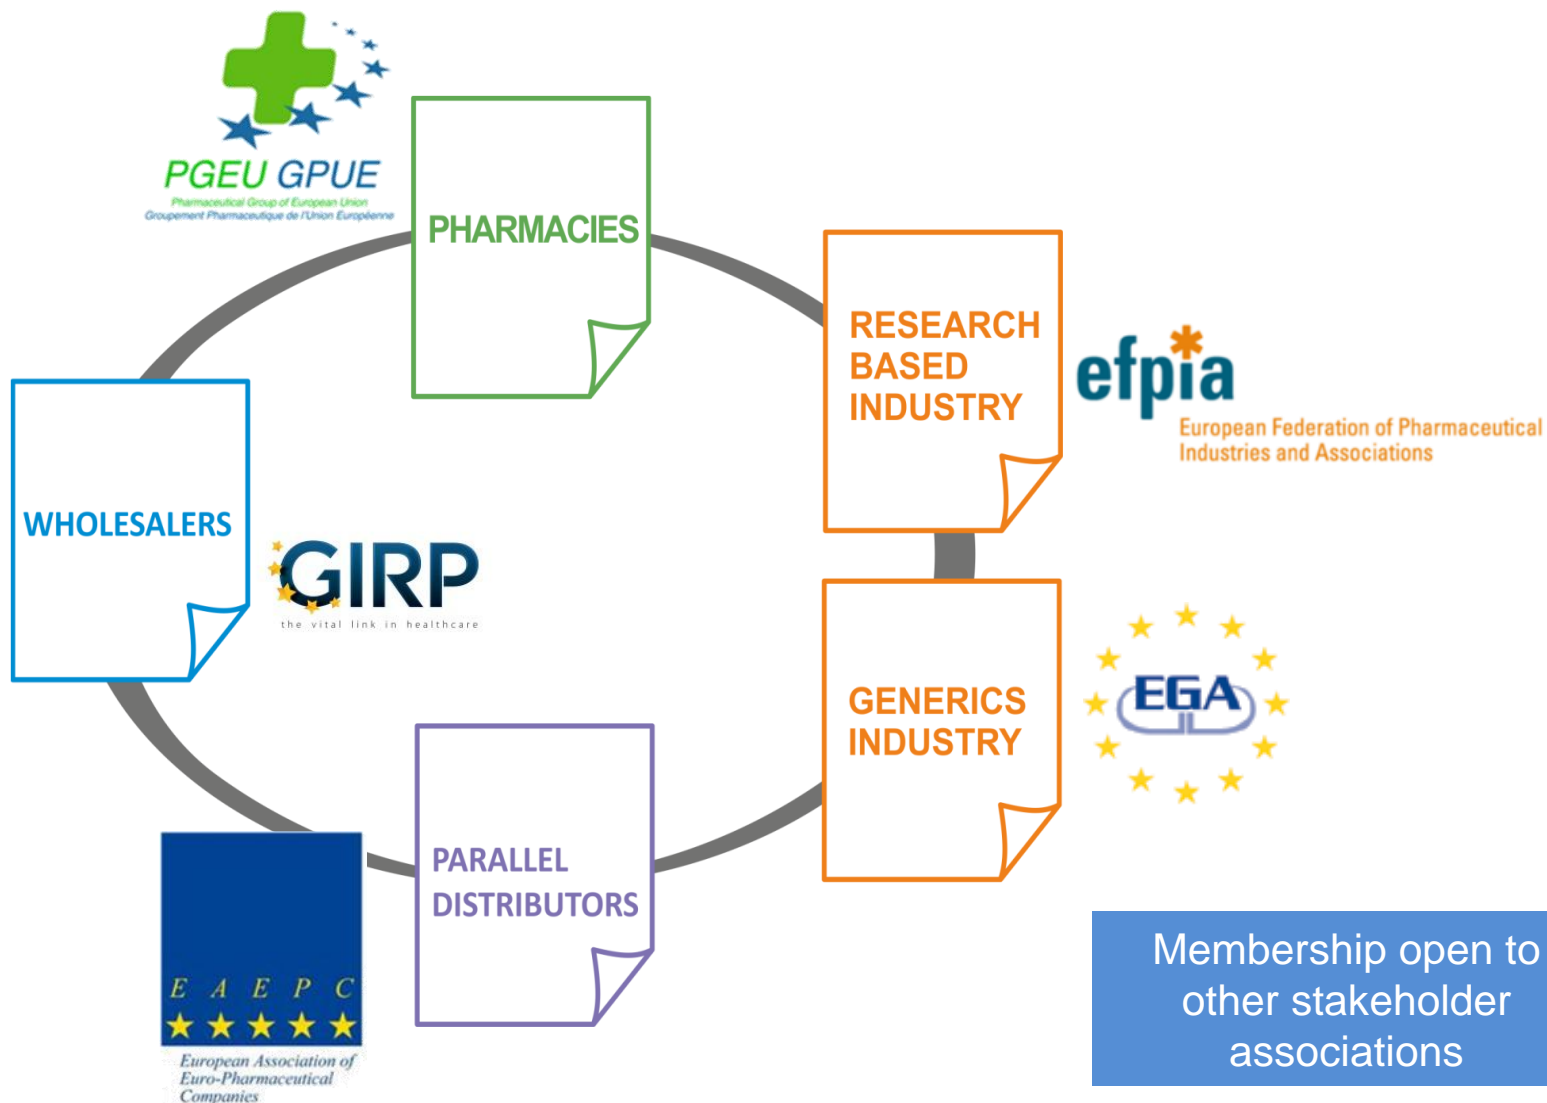 PGEU GPUE
Pharmaceutical Group of European Union
Groupement Pharmaceutique de l'Union Européenne
PHARMACIES
RESEARCH
BASED
INDUSTRY
efpia
European Federation of Pharmaceutical
Industries and Associations
WHOLESALERS
GIRP
the vital link in healthcare
GENERICS
INDUSTRY
EGA
PARALLEL
DISTRIBUTORS
E A E P C
European Association of
Euro-Pharmaceutical
Companies
Membership open to
other stakeholder
associations